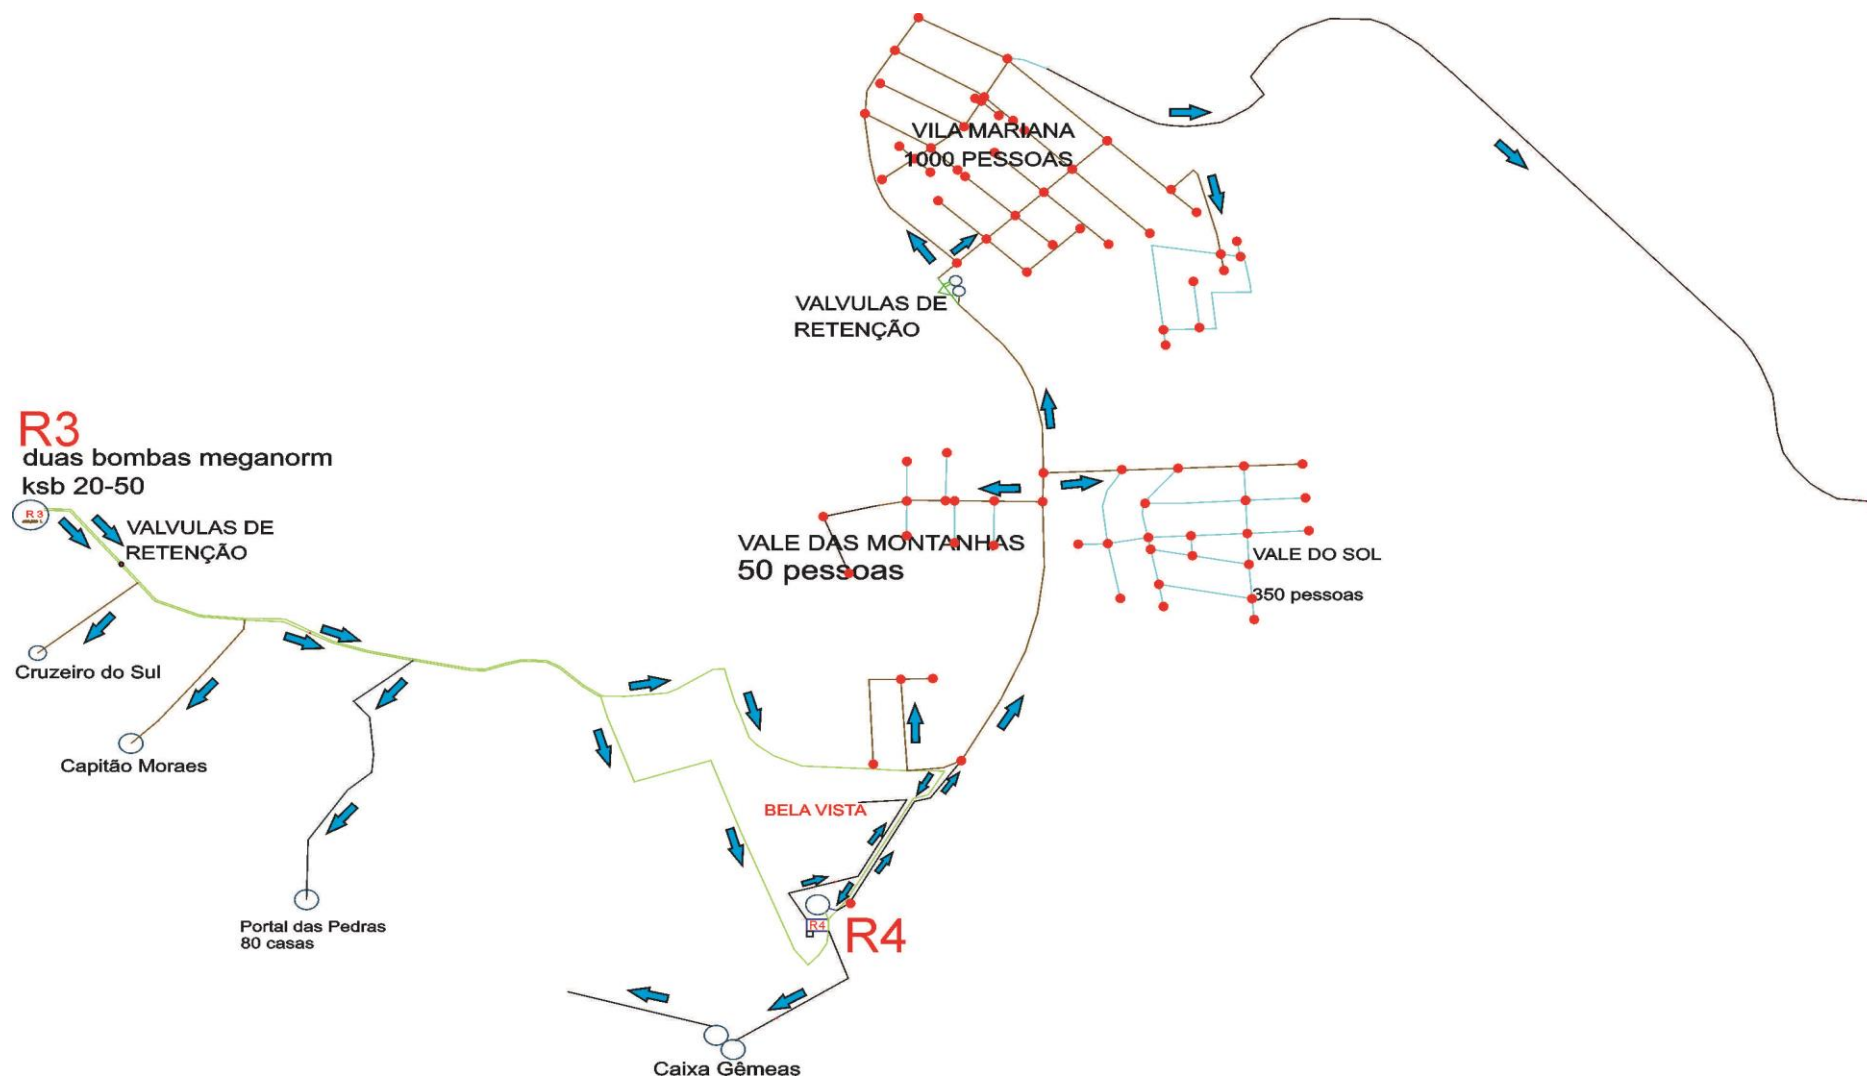 VILA MARIANA
1000 PESSOAS
VALVULAS DE
RETENÇÃO
R3
duas bombas meganorm
ksb 20-50
R3
VALVULAS DE
RETENÇÃO
VALE DAS MONTANHAS
50 pessoas
VALE DO SOL
350 pessoas
Cruzeiro do Sul
Capitão Moraes
BELA VISTA
Portal das Pedras
80 casas
R4
R4
Caixa Gêmeas